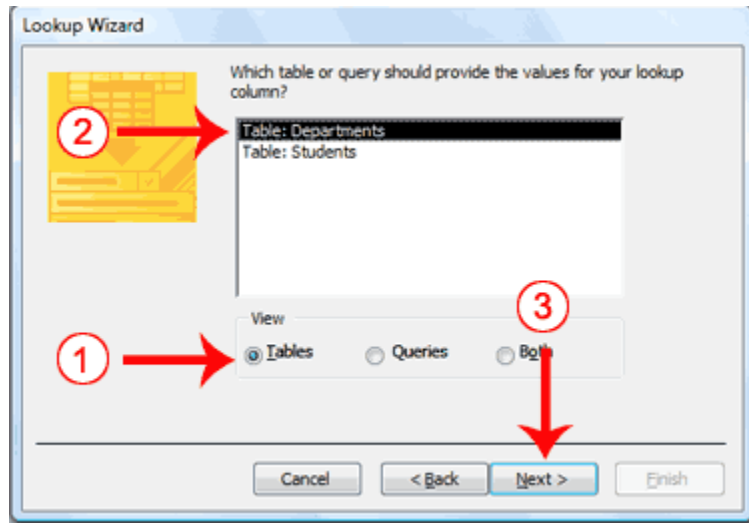 Lookup Wizard
Which table or query should provide the values for your lookup
column?
2
Table: Departments
Table: Students
View
3
1
Tables Queries Both
Cancel < Back Next > Finish